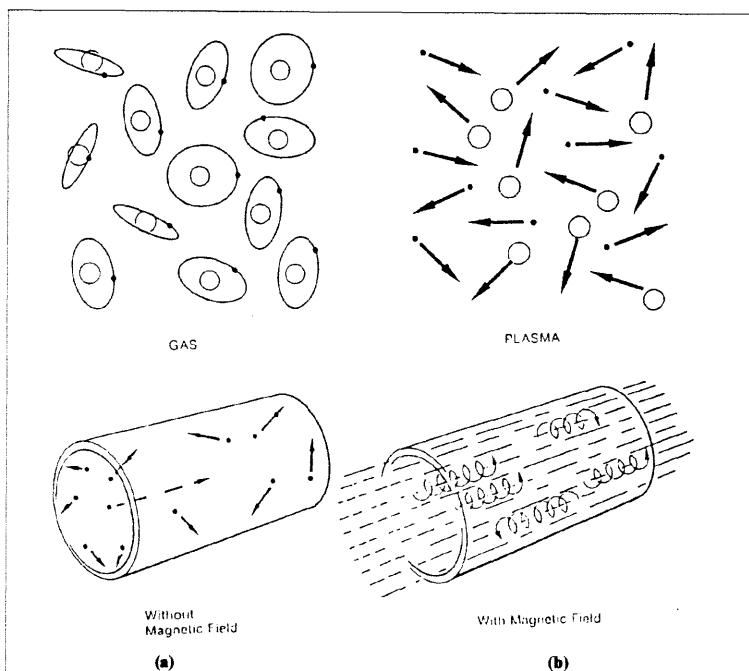 GAS
PLASMA
Without
Magnetic Field
With Magnetic Field
(a)
(b)